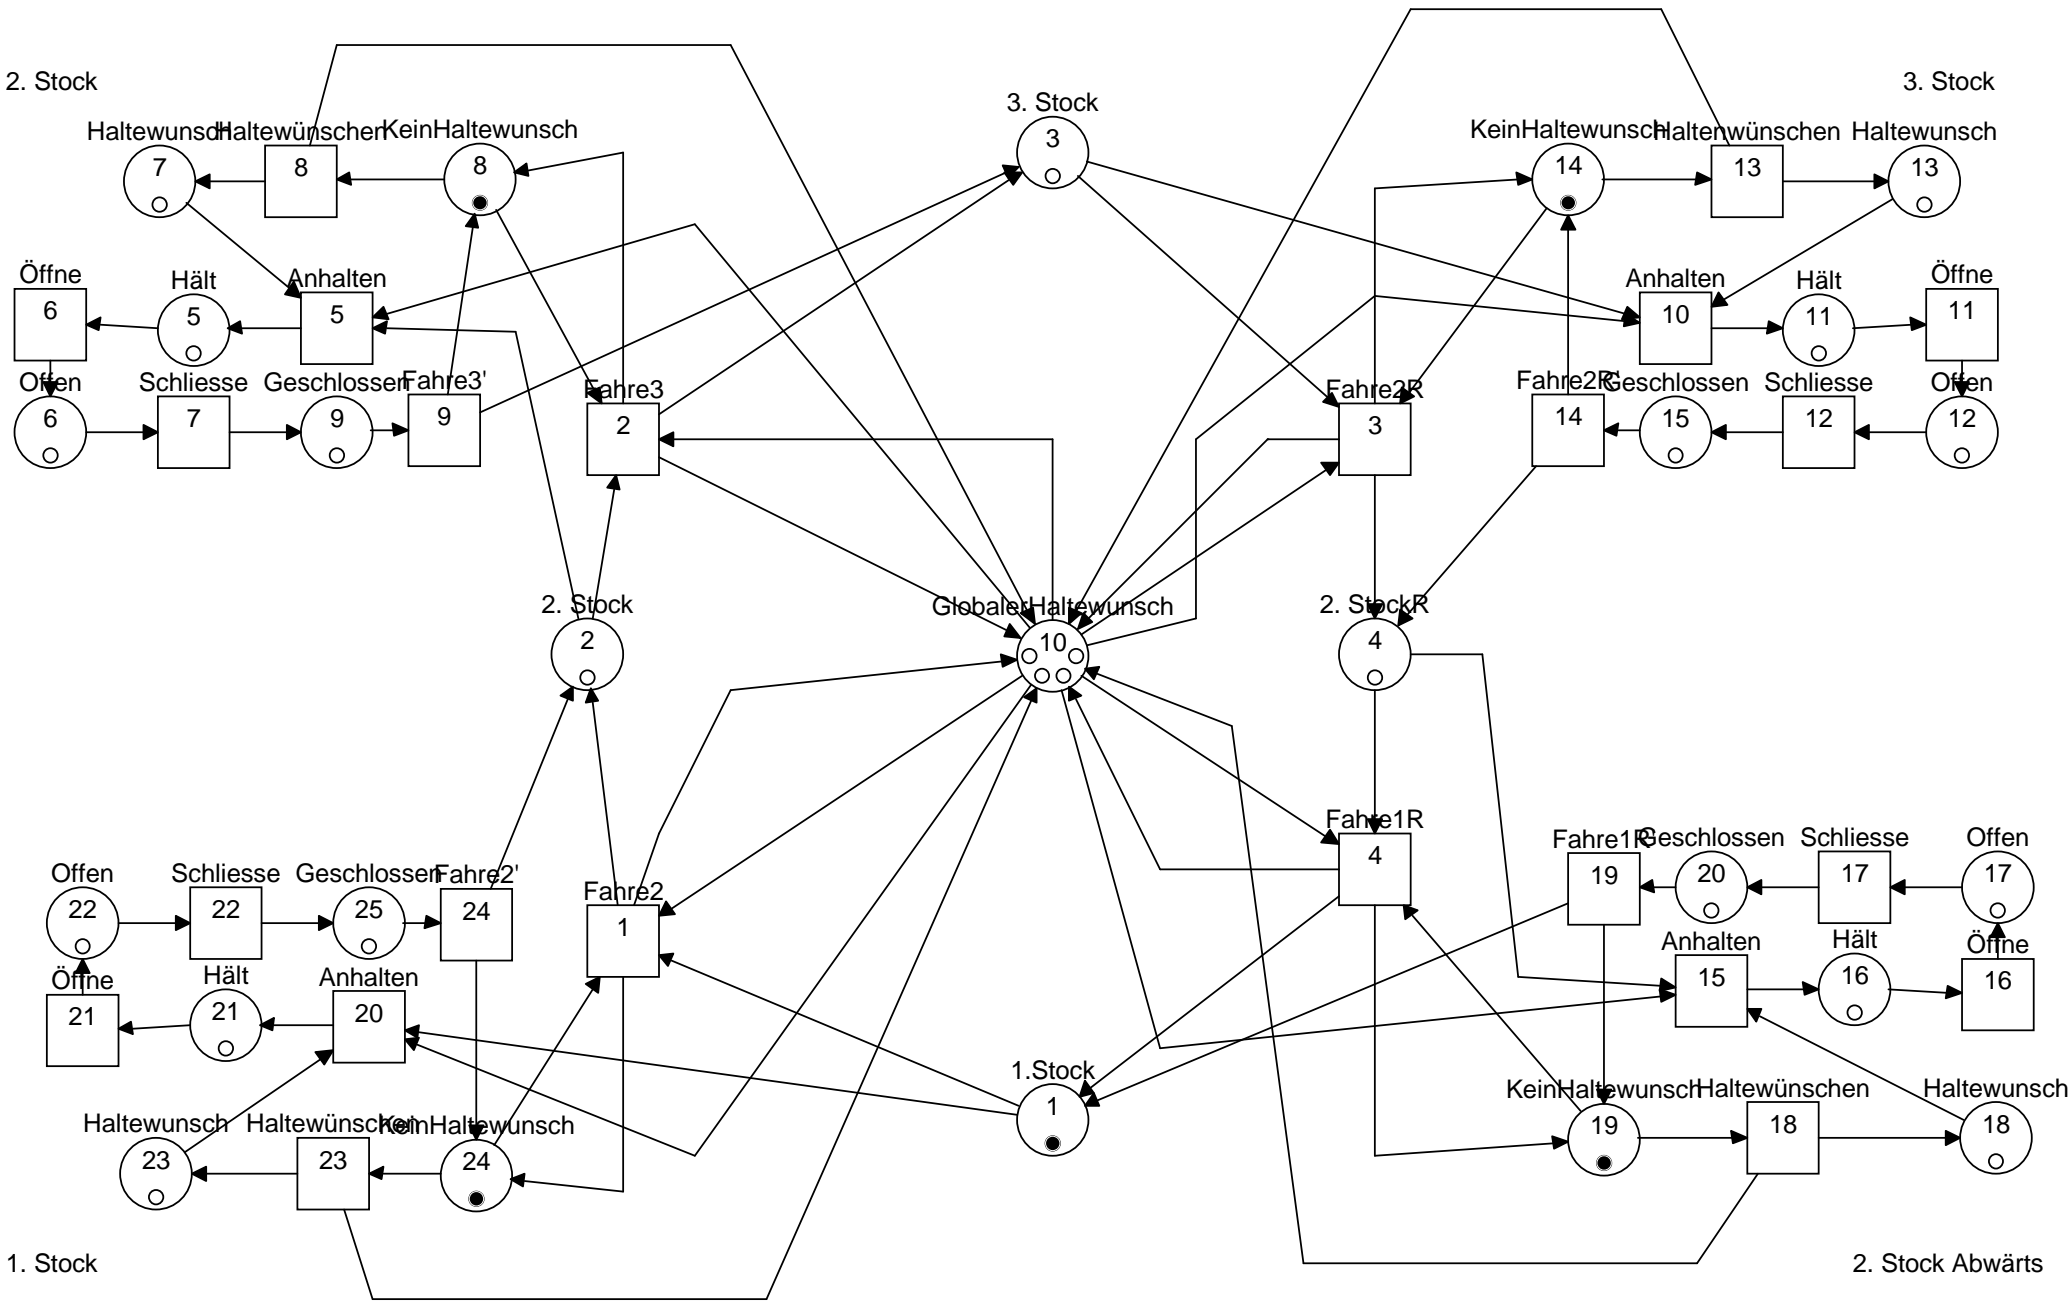 2. Stock
3. Stock
3. Stock
Haltewunsch
Haltewünschen
KeinHaltewunsch
KeinHaltewunsch
Haltenwünschen
Haltewunsch
7
8
8
3
14
13
13
Öffne
Hält
Anhalten
Anhalten
Hält
Öffne
6
5
5
10
11
11
Offen
Schliesse
Geschlossen
Fahre3'
Fahre3
Fahre2R
Fahre2R'
Geschlossen
Schliesse
Offen
6
7
9
9
2
3
14
15
12
12
2. Stock
GlobalerHaltewunsch
2. StockR
2
10
4
Fahre1R
Fahre1R
Geschlossen
Schliesse
Offen
4
19
20
17
17
Offen
Schliesse
Geschlossen
Fahre2'
Fahre2
22
22
25
24
1
Anhalten
Hält
Öffne
15
16
16
Öffne
Hält
Anhalten
21
21
20
1.Stock
1
KeinHaltewunsch
Haltewünschen
Haltewunsch
19
18
18
Haltewunsch
Haltewünschen
KeinHaltewunsch
23
23
24
1. Stock
2. Stock Abwärts